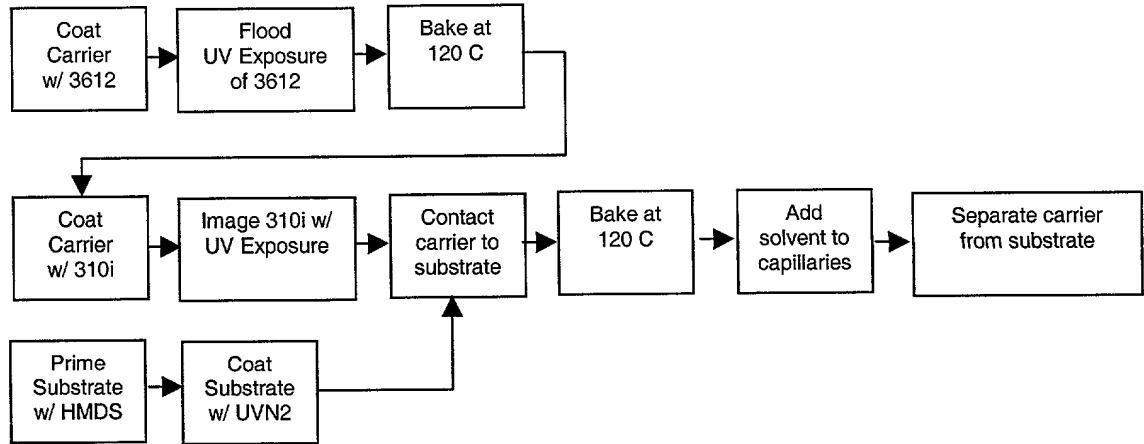 Coat
Carrier
w/ 3612
Flood
UV Exposure
of 3612
Bake at
120 C
Coat
Carrier
w/ 310i
Image 310i w/
UV Exposure
Contact
carrier to
substrate
Bake at
120 C
Add
solvent to
capillaries
Separate carrier
from substrate
Prime
Substrate
w/ HMDS
Coat
Substrate
w/ UVN2